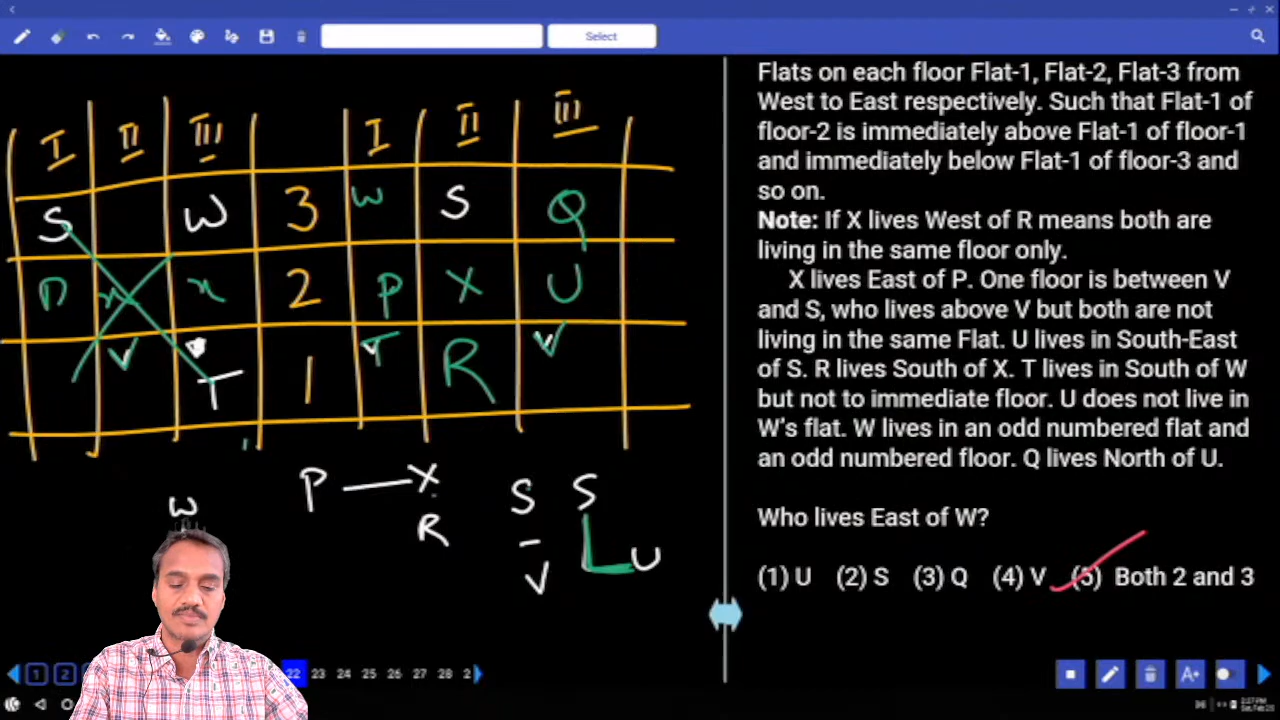 Select
I II III I II III
S W 3 W S Q
n x x 2 P X U
V T 1 T R V
P — X S S
R U
– V
W
Flats on each floor Flat-1, Flat-2, Flat-3 from
West to East respectively. Such that Flat-1 of
floor-2 is immediately above Flat-1 of floor-1
and immediately below Flat-1 of floor-3 and
so on.
Note: If X lives West of R means both are
living in the same floor only.
X lives East of P. One floor is between V
and S, who lives above V but both are not
living in the same Flat. U lives in South-East
of S. R lives South of X. T lives in South of W
but not to immediate floor. U does not live in
W's flat. W lives in an odd numbered flat and
an odd numbered floor. Q lives North of U.
Who lives East of W?
(1) U (2) S (3) Q (4) V (5) Both 2 and 3
1 2 22 23 24 25 26 27 28 2
A+